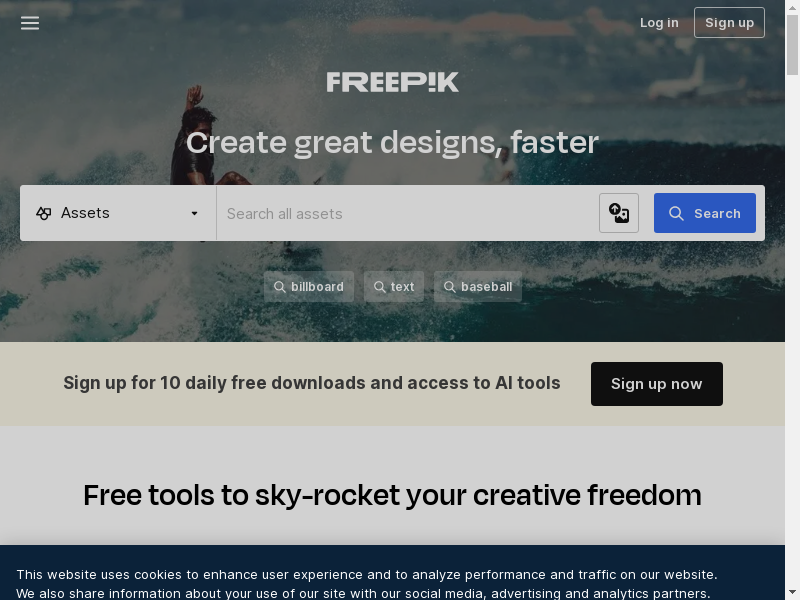 Log in
Sign up
FREEPIK
Create great designs, faster
Assets
Search all assets
Search
billboard
text
baseball
Sign up for 10 daily free downloads and access to AI tools
Sign up now
Free tools to sky-rocket your creative freedom
This website uses cookies to enhance user experience and to analyze performance and traffic on our website.
We also share information about your use of our site with our social media, advertising and analytics partners.